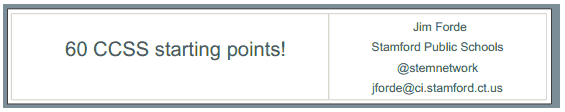 60 CCSS starting points!
Jim Forde
Stamford Public Schools
@stemnetwork
jforde@ci.stamford.ct.us